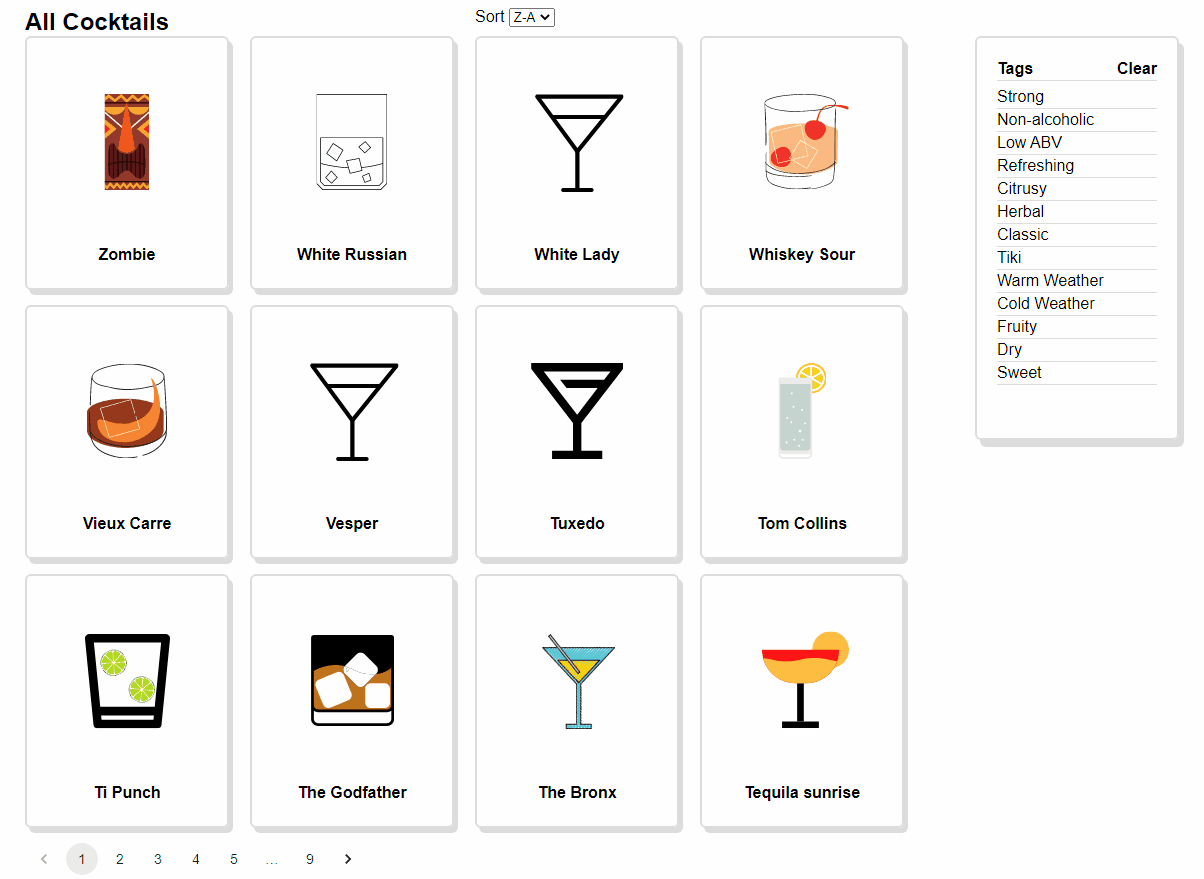 All Cocktails
Sort Z-A
Zombie
White Russian
White Lady
Whiskey Sour
Vieux Carre
Vesper
Tuxedo
Tom Collins
Ti Punch
The Godfather
The Bronx
Tequila sunrise
1 2 3 4 5 ... 9
Tags Clear
Strong
Non-alcoholic
Low ABV
Refreshing
Citrusy
Herbal
Classic
Tiki
Warm Weather
Cold Weather
Fruity
Dry
Sweet